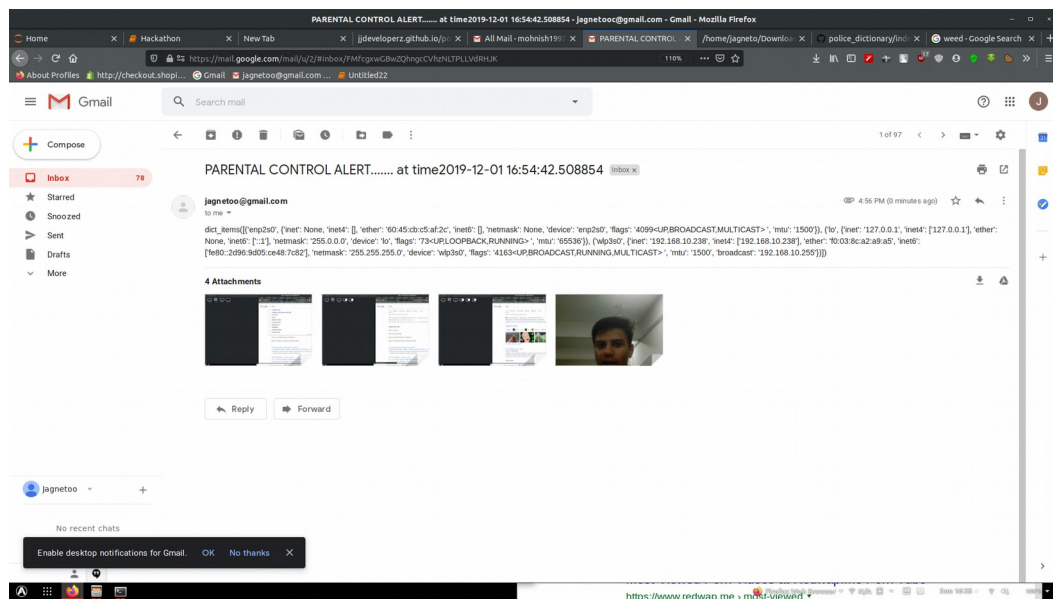 PARENTAL CONTROL ALERT....... at time2019-12-01 16:54:42.508854 - jagnetooc@gmail.com - Gmail - Mozilla Firefox
Home
Hackathon
New Tab
jjdeveloperz.github.io/po
All Mail - mohnish199
PARENTAL CONTROL
/home/jagneto/Downloa
police_dictionary/inde
weed - Google Search
https://mail.google.com/mail/u/2/#inbox/FMfcgxwGBwZQhngcCVhzNLTPLLVdRHJK
110%
About Profiles
http://checkout.shopi...
Gmail
jagnetoo@gmail.com ...
Untitled22
Gmail
Search mail
J
Compose
1 of 97
PARENTAL CONTROL ALERT....... at time2019-12-01 16:54:42.508854 Inbox x
Inbox 78
Starred
Snoozed
Sent
Drafts
More
jagnetoo@gmail.com
4:56 PM (0 minutes ago)
to me
dict_items([('enp2s0', {'inet': None, 'inet4': [], 'ether': '60:45:cb:c5:af:2c', 'inet6': [], 'netmask': None, 'device': 'enp2s0', 'flags': '4099<UP,BROADCAST,MULTICAST> ', 'mtu': '1500'}), ('lo', {'inet': '127.0.0.1', 'inet4': ['127.0.0.1'], 'ether':
None, 'inet6': ['::1'], 'netmask': '255.0.0.0', 'device': 'lo', 'flags': '73<UP,LOOPBACK,RUNNING> ', 'mtu': '65536'}), ('wlp3s0', {'inet': '192.168.10.238', 'inet4': ['192.168.10.238'], 'ether': 'f0:03:8c:a2:a9:a5', 'inet6':
['fe80::2d96:9d05:ce48:7c82'], 'netmask': '255.255.255.0', 'device': 'wlp3s0', 'flags': '4163<UP,BROADCAST,RUNNING,MULTICAST> ', 'mtu': '1500', 'broadcast': '192.168.10.255'})])
4 Attachments
Reply
Forward
Jagnetoo
No recent chats
Enable desktop notifications for Gmail. OK No thanks
https://www.redwap.me › most-viewed